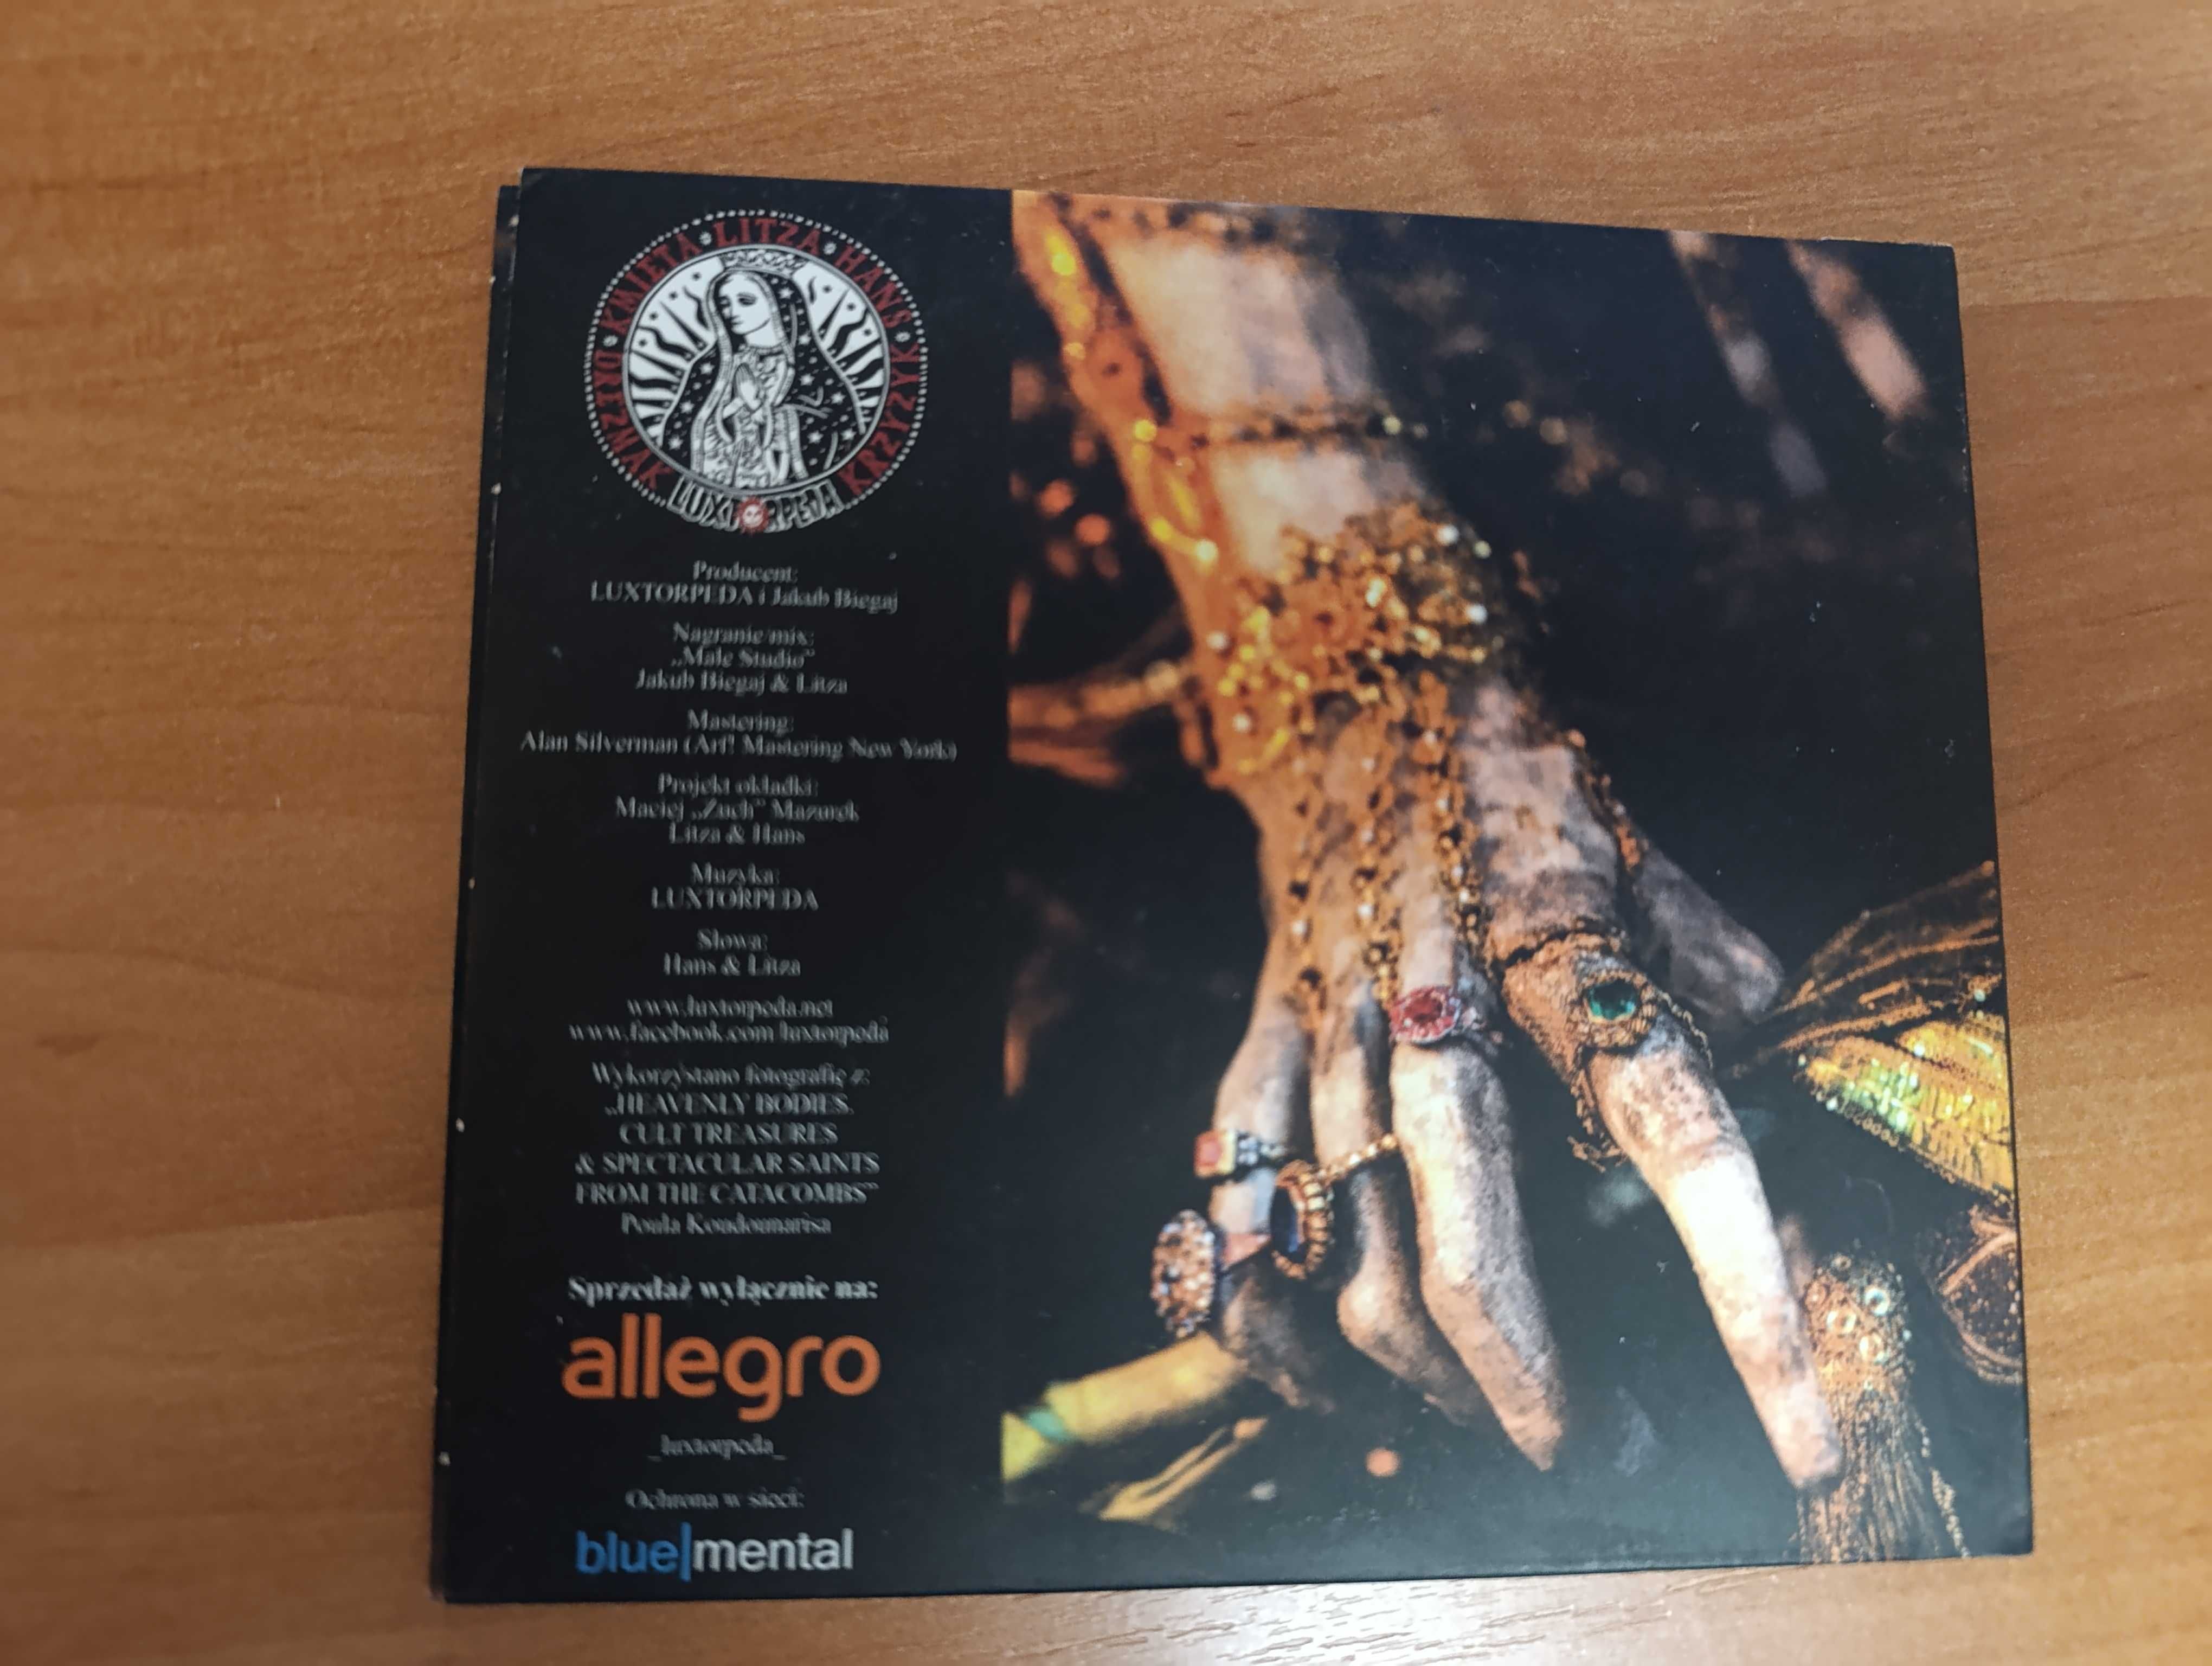 DRZEZWIAK • KMIETA • LITZA • HANS • KRZYŻYK
LUXTORPEDA
Producent:
LUXTORPEDA i Jakub Biegaj
Nagranie/mix:
„Małe Studio”
Jakub Biegaj & Litza
Mastering:
Alan Silverman (Arf! Mastering New York)
Projekt okładki:
Maciej „Zuch” Mazurek
Litza & Hans
Muzyka:
LUXTORPEDA
Słowa:
Hans & Litza
www.luxtorpeda.net
www.facebook.com/luxtorpeda
Wykorzystano fotografię z:
„HEAVENLY BODIES.
CULT TREASURES
& SPECTACULAR SAINTS
FROM THE CATACOMBS”
Poula Koudounarisa
Sprzedaż wyłącznie na:
allegro
_luxtorpeda_
Ochrona w sieci:
blue|mental